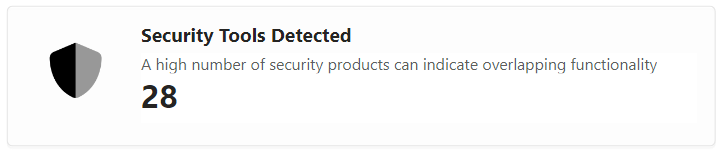 Security Tools Detected
A high number of security products can indicate overlapping functionality
28